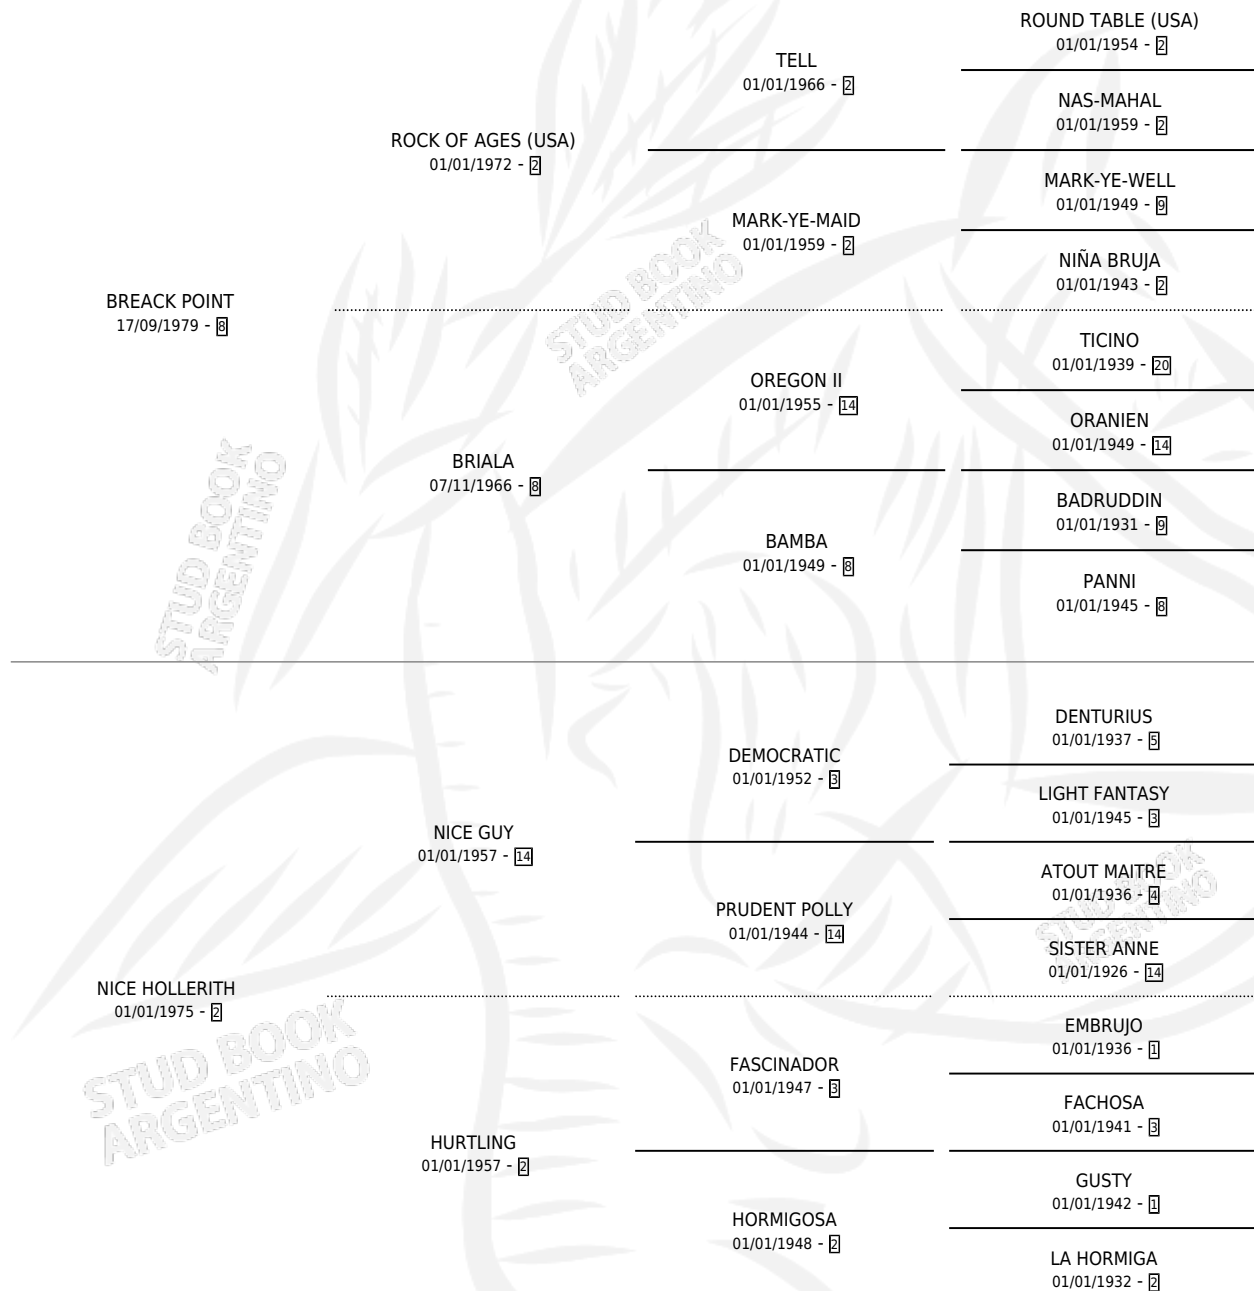 ROUND TABLE (USA)
01/01/1954 - 2
TELL
01/01/1966 - 2
NAS-MAHAL
01/01/1959 - 2
ROCK OF AGES (USA)
01/01/1972 - 2
MARK-YE-WELL
01/01/1949 - 9
MARK-YE-MAID
01/01/1959 - 2
NIÑA BRUJA
01/01/1943 - 2
BREACK POINT
17/09/1979 - 8
TICINO
01/01/1939 - 20
OREGON II
01/01/1955 - 14
ORANIEN
01/01/1949 - 14
BRIALA
07/11/1966 - 8
BADRUDDIN
01/01/1931 - 9
BAMBA
01/01/1949 - 8
PANNI
01/01/1945 - 8
DENTURIUS
01/01/1937 - 5
DEMOCRATIC
01/01/1952 - 3
LIGHT FANTASY
01/01/1945 - 3
NICE GUY
01/01/1957 - 14
ATOUT MAITRE
01/01/1936 - 4
PRUDENT POLLY
01/01/1944 - 14
SISTER ANNE
01/01/1926 - 14
NICE HOLLERITH
01/01/1975 - 2
EMBRUJO
01/01/1936 - 1
FASCINADOR
01/01/1947 - 3
FACHOSA
01/01/1941 - 3
HURTLING
01/01/1957 - 2
GUSTY
01/01/1942 - 1
HORMIGOSA
01/01/1948 - 2
LA HORMIGA
01/01/1932 - 2
STUD BOOK
ARGENTINO
STUD BOOK
ARGENTINO
STUD BOOK
ARGENTINO
STUD BOOK
ARGENTINO